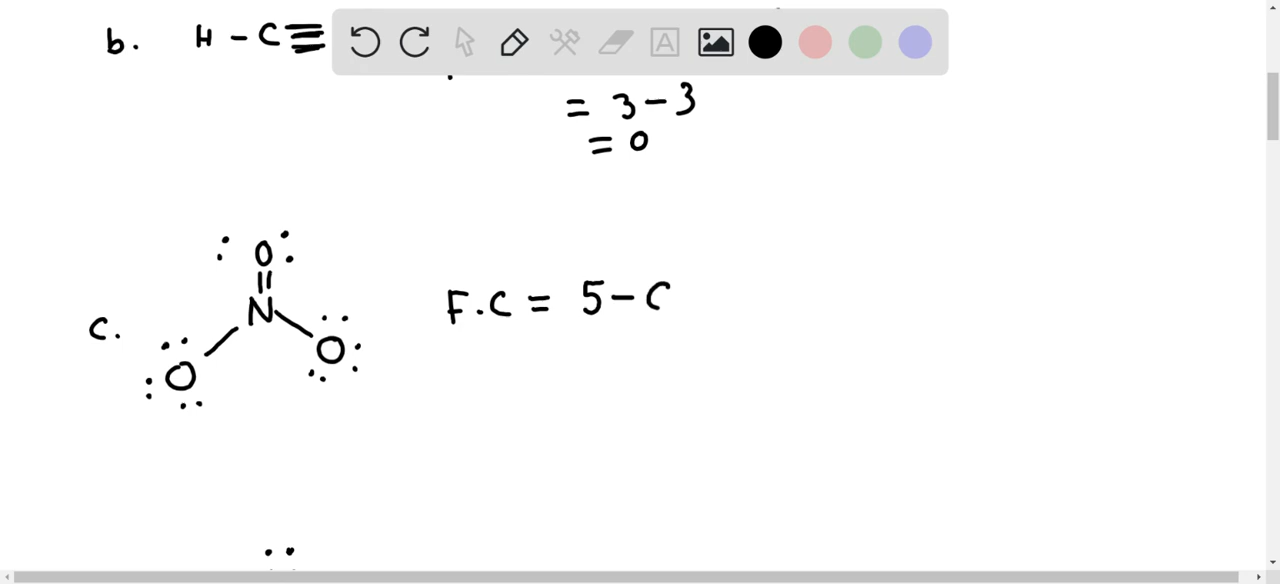 b. H - C ≡
= 3 - 3
= 0
: O :
||
N
c.
: O :
: O :
F.C = 5 - C